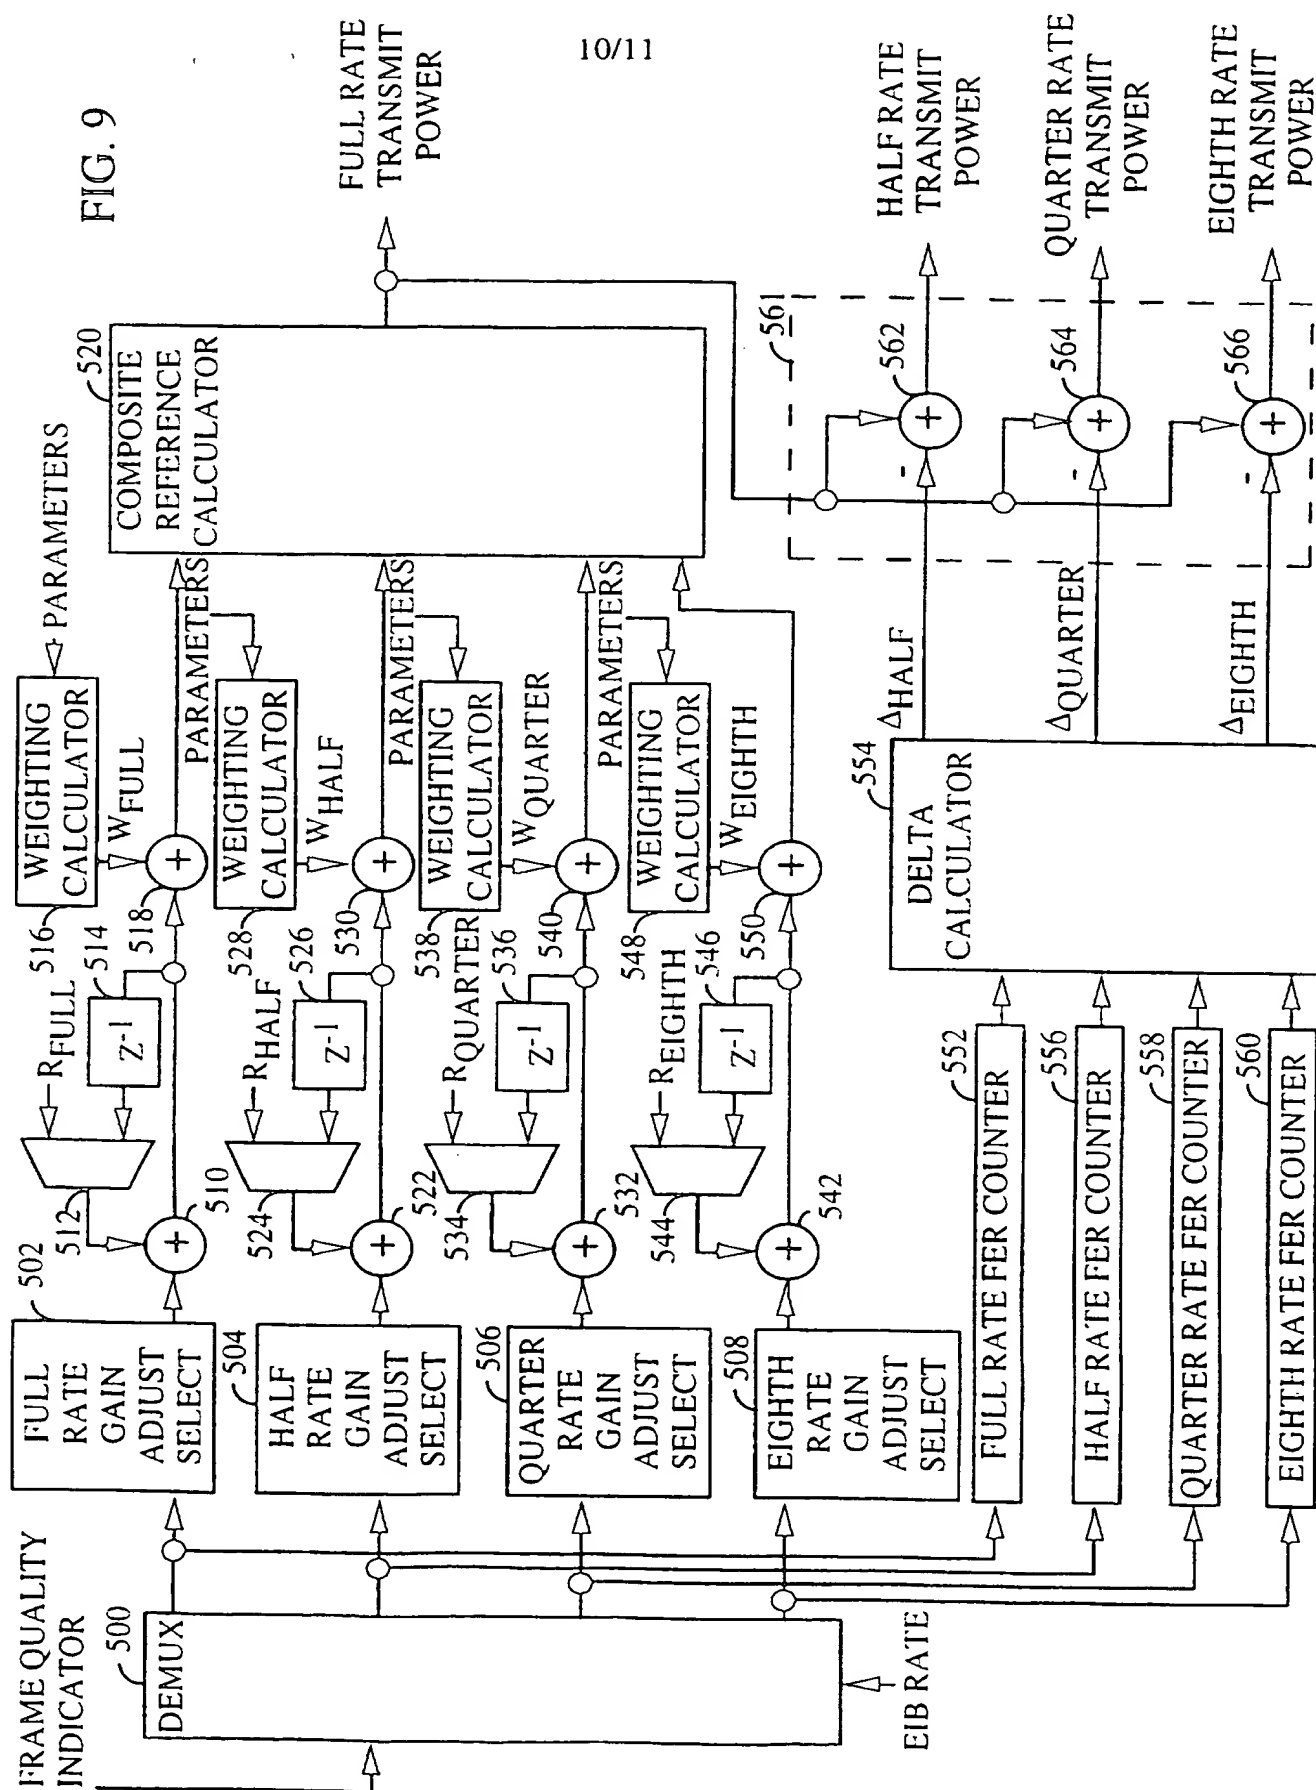 10/11
FIG. 9
FRAME QUALITY
INDICATOR
500
DEMUX
EIB RATE
502
FULL
RATE
GAIN
ADJUST
SELECT
504
HALF
RATE
GAIN
ADJUST
SELECT
506
QUARTER
RATE
GAIN
ADJUST
SELECT
508
EIGHTH
RATE
GAIN
ADJUST
SELECT
512
+
510
R FULL
514
Z-1
516
WEIGHTING
CALCULATOR
PARAMETERS
W FULL
518
+
524
+
522
R HALF
526
Z-1
528
WEIGHTING
CALCULATOR
PARAMETERS
W HALF
530
+
534
+
532
R QUARTER
536
Z-1
538
WEIGHTING
CALCULATOR
PARAMETERS
W QUARTER
540
+
544
+
542
R EIGHTH
546
Z-1
548
WEIGHTING
CALCULATOR
PARAMETERS
W EIGHTH
550
+
520
COMPOSITE
REFERENCE
CALCULATOR
FULL RATE
TRANSMIT
POWER
552
FULL RATE FER COUNTER
556
HALF RATE FER COUNTER
558
QUARTER RATE FER COUNTER
560
EIGHTH RATE FER COUNTER
554
DELTA
CALCULATOR
Δ HALF
Δ QUARTER
Δ EIGHTH
561
562
+
-
564
+
-
566
+
-
HALF RATE
TRANSMIT
POWER
QUARTER RATE
TRANSMIT
POWER
EIGHTH RATE
TRANSMIT
POWER